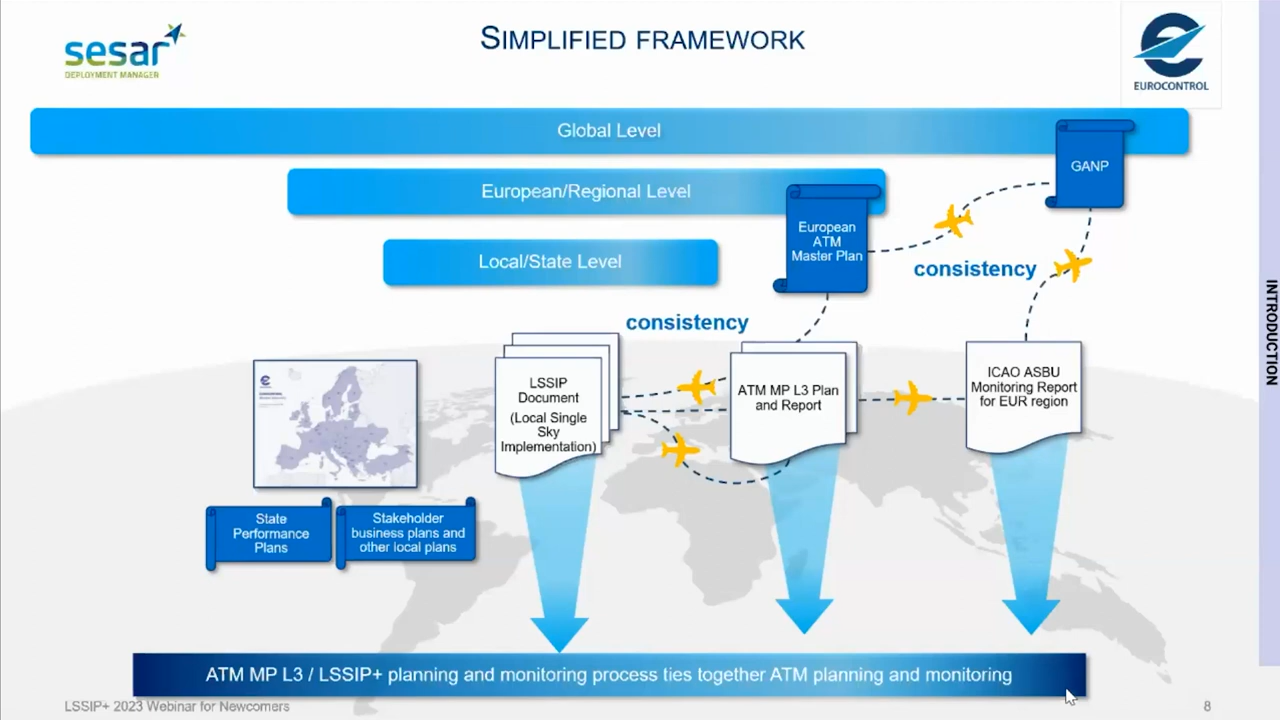 sesar
DEPLOYMENT MANAGER
SIMPLIFIED FRAMEWORK
EUROCONTROL
Global Level
GANP
European/Regional Level
European
ATM
Master Plan
consistency
Local/State Level
consistency
LSSIP
Document
(Local Single
Sky
Implementation)
ATM MP L3 Plan
and Report
ICAO ASBU
Monitoring Report
for EUR region
State
Performance
Plans
Stakeholder
business plans and
other local plans
ATM MP L3 / LSSIP+ planning and monitoring process ties together ATM planning and monitoring
LSSIP+ 2023 Webinar for Newcomers
8
INTRODUCTION